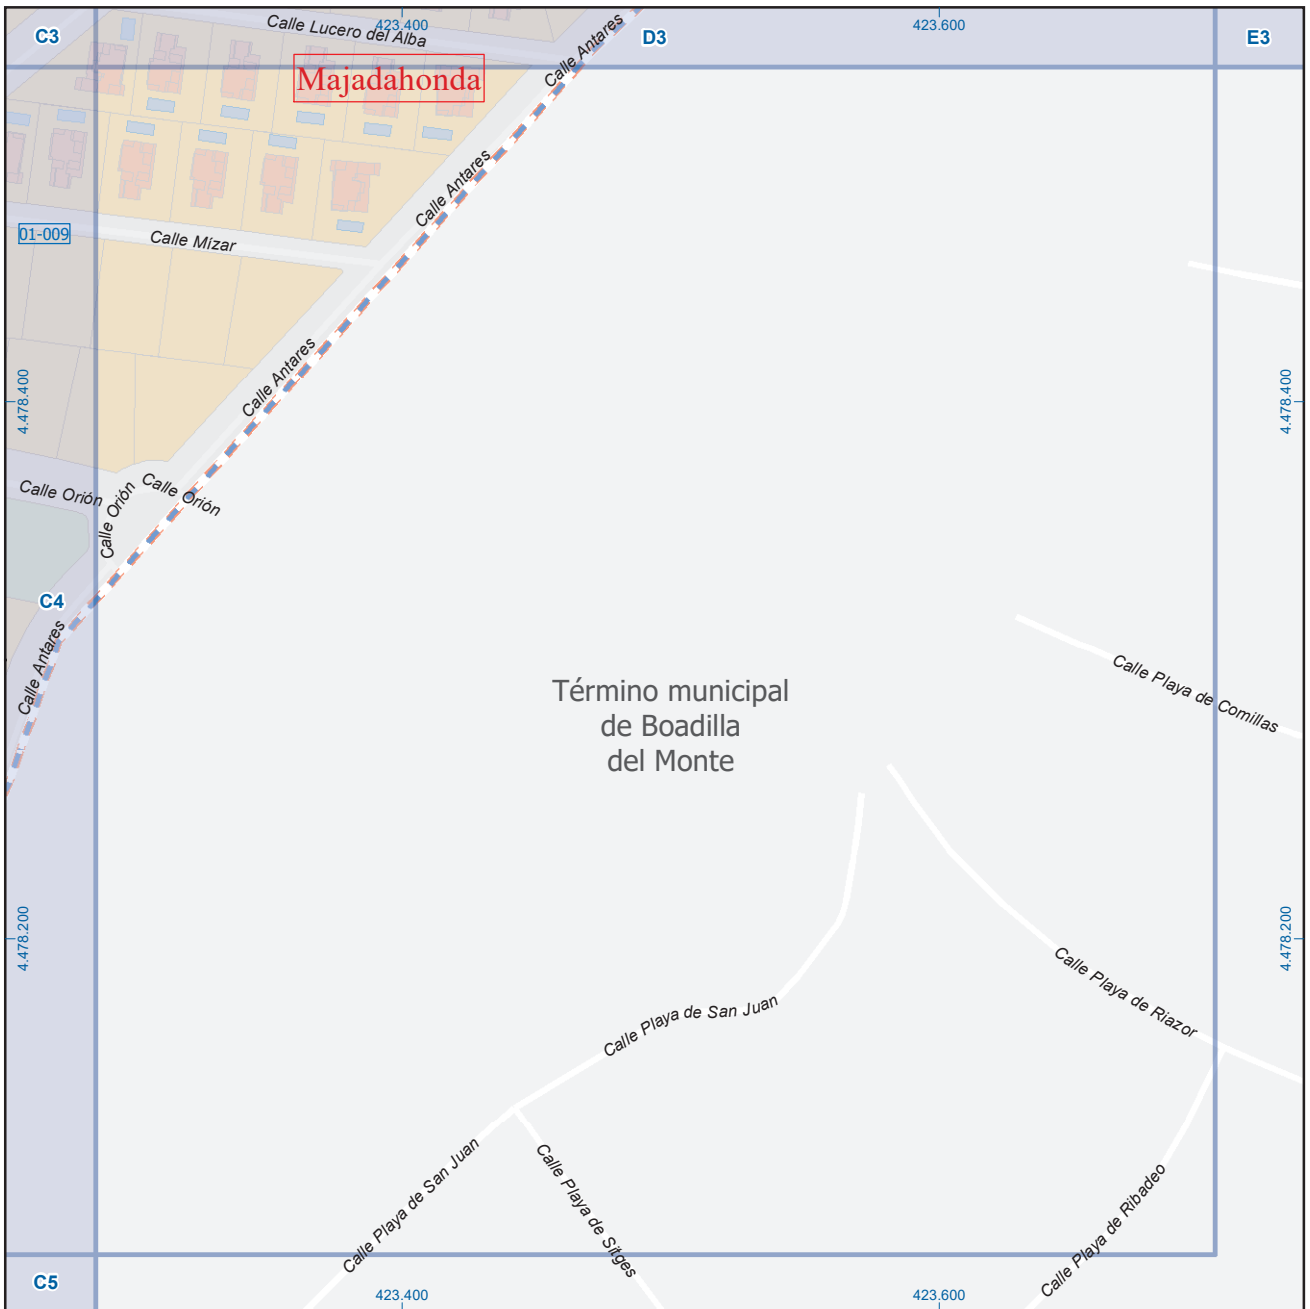 C3
Calle Lucero del Alba
423.400
Calle Antares
D3
423.600
E3
Majadahonda
Calle Antares
01-009
Calle Mízar
Calle Antares
4.478.400
4.478.400
Calle Orión
Calle Orión
Calle Orión
C4
Calle Antares
Término municipal
de Boadilla
del Monte
Calle Playa de Comillas
4.478.200
4.478.200
Calle Playa de Riazor
Calle Playa de San Juan
Calle Playa de San Juan
Calle Playa de Sitges
Calle Playa de Ribadeo
C5
423.400
423.600